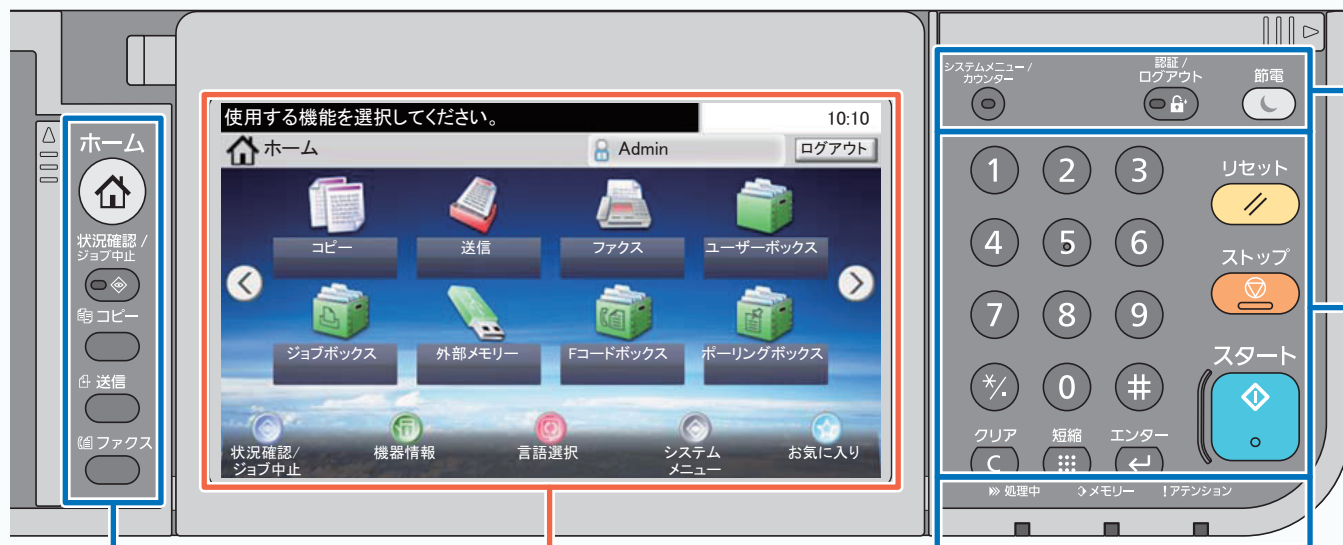 ホーム
状況確認 /
ジョブ中止
コピー
送信
ファクス
使用する機能を選択してください。
10:10
ホーム
Admin
ログアウト
コピー
送信
ファクス
ユーザーボックス
ジョブボックス
外部メモリー
Fコードボックス
ポーリングボックス
状況確認/
ジョブ中止
機器情報
言語選択
システム
メニュー
お気に入り
システムメニュー /
カウンター
認証 /
ログアウト
節電
1 2 3
リセット
4 5 6
ストップ
7 8 9
スタート
*/. 0 #
クリア 短縮 エンター
C
処理中 メモリー !アテンション